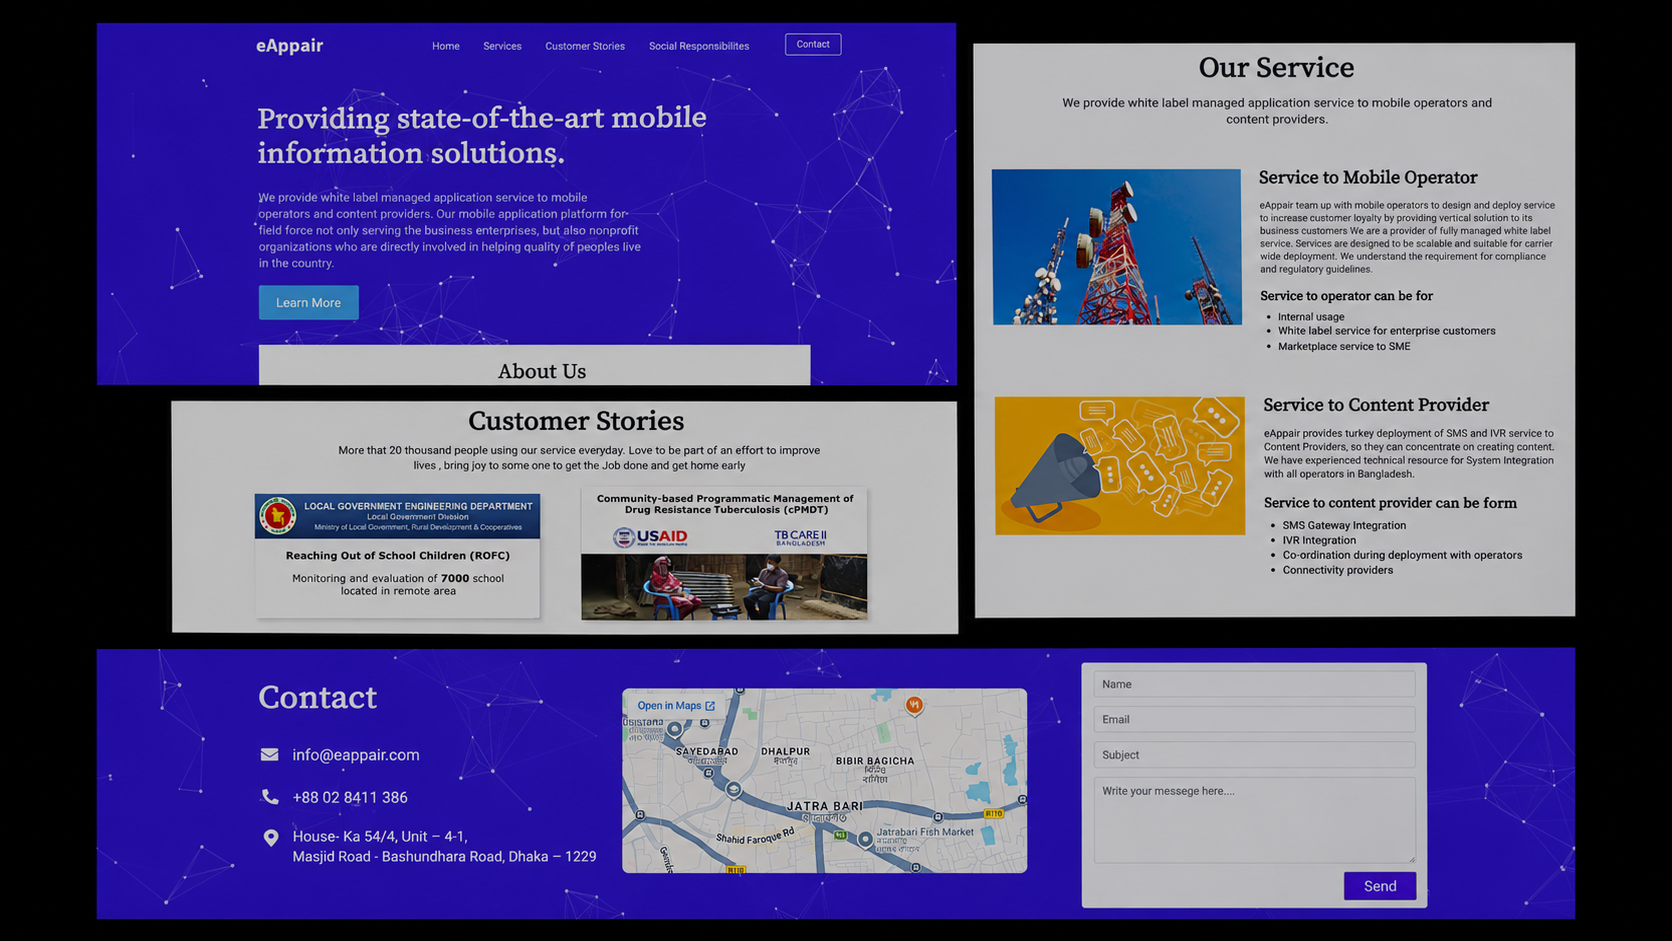 eAppair
Home
Services
Customer Stories
Social Responsibilites
Contact
Providing state-of-the-art mobile
information solutions.
We provide white label managed application service to mobile
operators and content providers. Our mobile application platform for-
field force not only serving the business enterprises, but also nonprofit
organizations who are directly involved in helping quality of peoples live
in the country.
Learn More
About Us
Our Service
We provide white label managed application service to mobile operators and
content providers.
Service to Mobile Operator
eAppair team up with mobile operators to design and deploy service
to increase customer loyalty by providing vertical solution to its
business customers We are a provider of fully managed white label
service. Services are designed to be scalable and suitable for carrier
wide deployment. We understand the requirement for compliance
and regulatory guidelines.
Service to operator can be for
• Internal usage
• White label service for enterprise customers
• Marketplace service to SME
Service to Content Provider
eAppair provides turkey deployment of SMS and IVR service to
Content Providers, so they can concentrate on creating content.
We have experienced technical resource for System Integration
with all operators in Bangladesh.
Service to content provider can be form
• SMS Gateway Integration
• IVR Integration
• Co-ordination during deployment with operators
• Connectivity providers
Customer Stories
More that 20 thousand people using our service everyday. Love to be part of an effort to improve
lives , bring joy to some one to get the Job done and get home early
LOCAL GOVERNMENT ENGINEERING DEPARTMENT
Local Government Division
Ministry of Local Government, Rural Development & Cooperatives
Reaching Out of School Children (ROFC)
Monitoring and evaluation of 7000 school
located in remote area
Community-based Programmatic Management of
Drug Resistance Tuberculosis (cPMDT)
USAID
TB CARE II
BANGLADESH
Contact
info@eappair.com
+88 02 8411 386
House- Ka 54/4, Unit – 4-1,
Masjid Road - Bashundhara Road, Dhaka – 1229
Open in Maps
SAYEDABAD
DHALPUR
BIBIR BAGICHA
JATRA BARI
Shahid Faroque Rd
Jatrabari Fish Market
R110
R110
Name
Email
Subject
Write your messege here....
Send